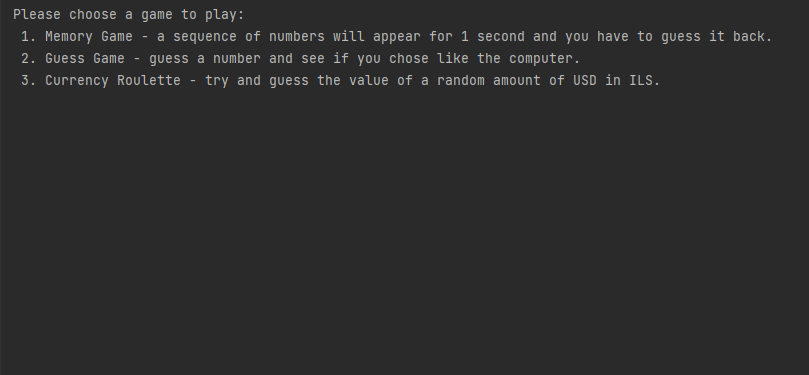 Please choose a game to play:
1. Memory Game - a sequence of numbers will appear for 1 second and you have to guess it back.
2. Guess Game - guess a number and see if you chose like the computer.
3. Currency Roulette - try and guess the value of a random amount of USD in ILS.